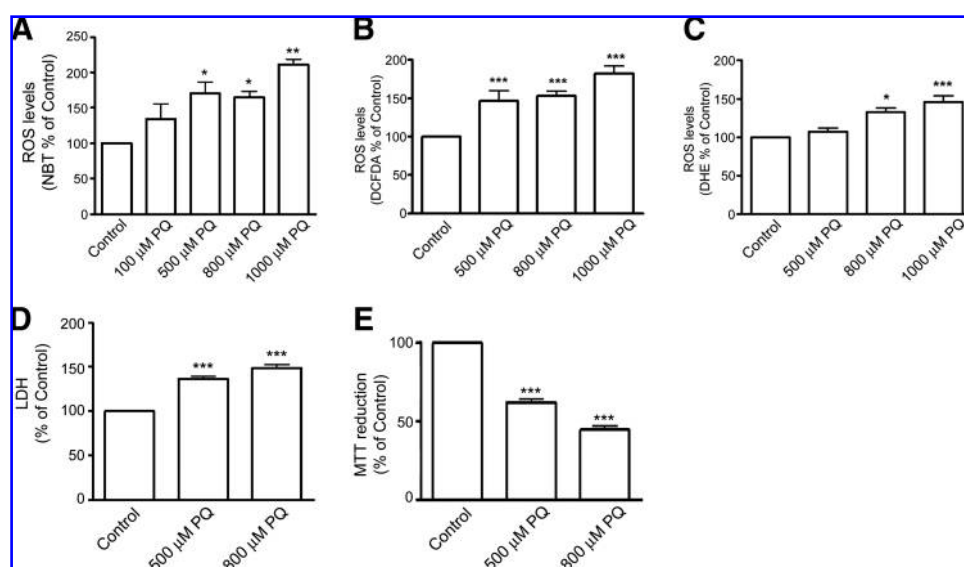 A
ROS levels
(NBT % of Control)
250
200
150
100
50
0
*
*
**
Control
100 µM PQ
500 µM PQ
800 µM PQ
1000 µM PQ
B
ROS levels
(DCFDA % of Control)
200
150
100
50
0
***
***
***
Control
500 µM PQ
800 µM PQ
1000 µM PQ
C
ROS levels
(DHE % of Control)
200
150
100
50
0
*
***
Control
500 µM PQ
800 µM PQ
1000 µM PQ
D
LDH
(% of Control)
200
150
100
50
0
***
***
Control
500 µM PQ
800 µM PQ
E
MTT reduction
(% of Control)
100
50
0
***
***
Control
500 µM PQ
800 µM PQ